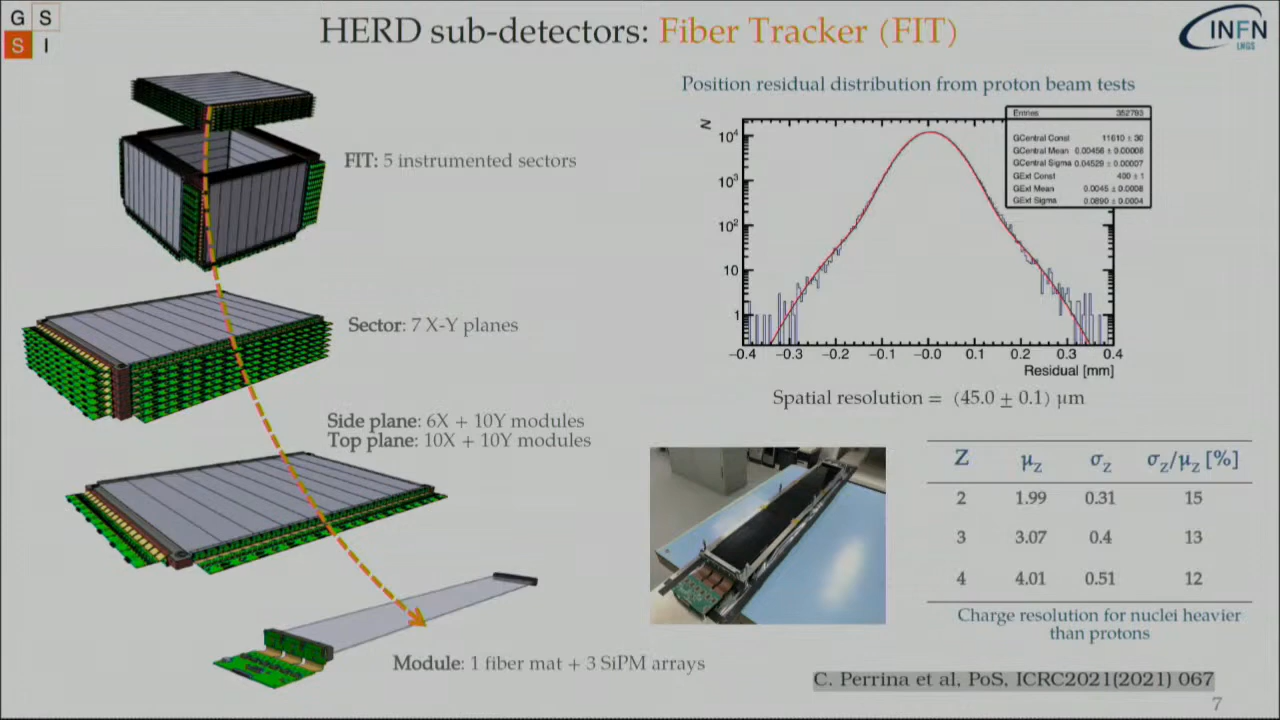 G S
S I
HERD sub-detectors: Fiber Tracker (FIT)
INFN
LNGS
FIT: 5 instrumented sectors
Sector: 7 X-Y planes
Side plane: 6X + 10Y modules
Top plane: 10X + 10Y modules
Module: 1 fiber mat + 3 SiPM arrays
Position residual distribution from proton beam tests
N
10⁴
10³
10²
10
1
Entries 352793
GCentral Const 11610 ± 30
GCentral Mean 0.00456 ± 0.00008
GCentral Sigma 0.04529 ± 0.00007
GExt Const 400 ± 1
GExt Mean 0.0045 ± 0.0008
GExt Sigma 0.0890 ± 0.0004
−0.4 −0.3 −0.2 −0.1 −0.0 0.1 0.2 0.3 0.4
Residual [mm]
Spatial resolution = (45.0 ± 0.1) µm
Z µ_Z σ_Z σ_Z/µ_Z [%]
2 1.99 0.31 15
3 3.07 0.4 13
4 4.01 0.51 12
Charge resolution for nuclei heavier
than protons
C. Perrina et al, PoS, ICRC2021(2021) 067
7